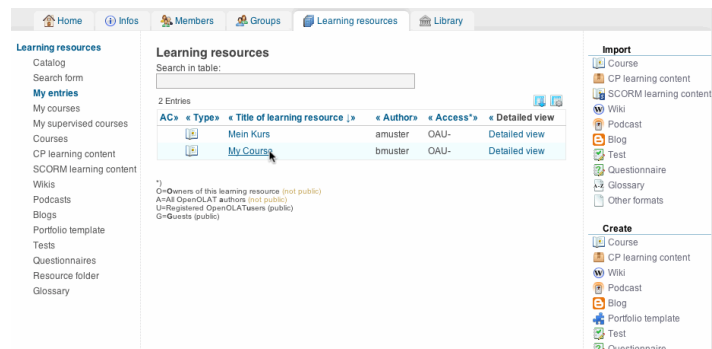 Home
Infos
Members
Groups
Learning resources
Library
Learning resources
Catalog
Search form
My entries
My courses
My supervised courses
Courses
CP learning content
SCORM learning content
Wikis
Podcasts
Blogs
Portfolio template
Tests
Questionnaires
Resource folder
Glossary
Learning resources
Search in table:
2 Entries
AC» « Type» « Title of learning resource ↓» « Author» « Access*» « Detailed view
Mein Kurs amuster OAU- Detailed view
My Course bmuster OAU- Detailed view
*)
O=Owners of this learning resource (not public)
A=All OpenOLAT authors (not public)
U=Registered OpenOLATusers (public)
G=Guests (public)
Import
Course
CP learning content
SCORM learning content
Wiki
Podcast
Blog
Test
Questionnaire
Glossary
Other formats
Create
Course
CP learning content
Wiki
Podcast
Blog
Portfolio template
Test
Questionnaire